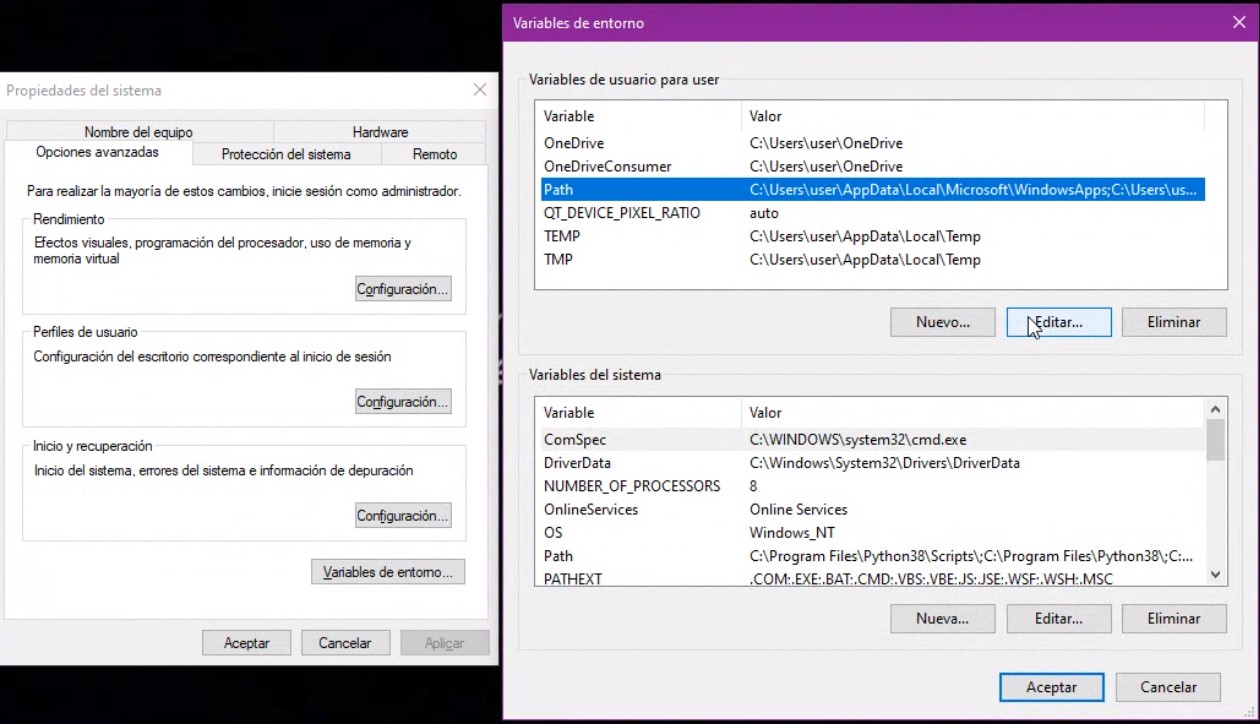 Propiedades del sistema
Nombre del equipo
Hardware
Opciones avanzadas
Protección del sistema
Remoto
Para realizar la mayoría de estos cambios, inicie sesión como administrador.
Rendimiento
Efectos visuales, programación del procesador, uso de memoria y
memoria virtual
Configuración...
Perfiles de usuario
Configuración del escritorio correspondiente al inicio de sesión
Configuración...
Inicio y recuperación
Inicio del sistema, errores del sistema e información de depuración
Configuración...
Variables de entorno...
Aceptar
Cancelar
Aplicar
Variables de entorno
Variables de usuario para user
Variable Valor
OneDrive C:\Users\user\OneDrive
OneDriveConsumer C:\Users\user\OneDrive
Path C:\Users\user\AppData\Local\Microsoft\WindowsApps;C:\Users\us...
QT_DEVICE_PIXEL_RATIO auto
TEMP C:\Users\user\AppData\Local\Temp
TMP C:\Users\user\AppData\Local\Temp
Nuevo...
Editar...
Eliminar
Variables del sistema
Variable Valor
ComSpec C:\WINDOWS\system32\cmd.exe
DriverData C:\Windows\System32\Drivers\DriverData
NUMBER_OF_PROCESSORS 8
OnlineServices Online Services
OS Windows_NT
Path C:\Program Files\Python38\Scripts\;C:\Program Files\Python38\;C:...
PATHEXT .COM;.EXE;.BAT;.CMD;.VBS;.VBE;.JS;.JSE;.WSF;.WSH;.MSC
Nueva...
Editar...
Eliminar
Aceptar
Cancelar